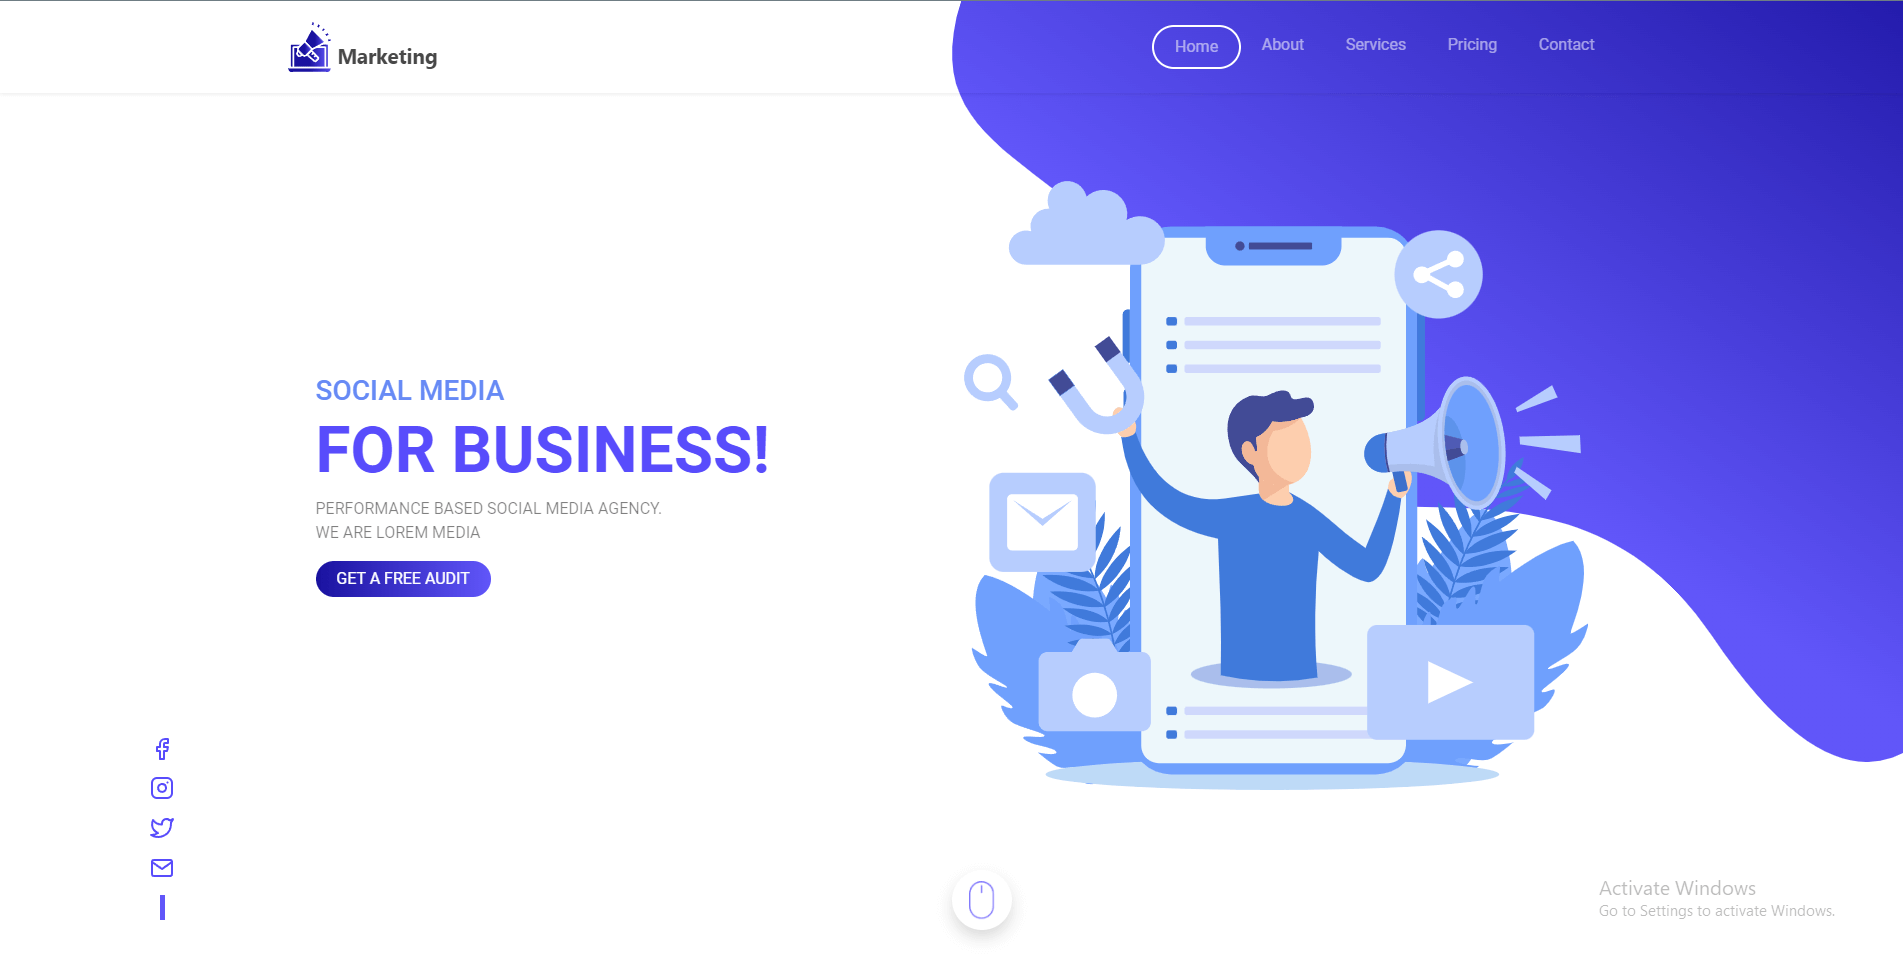 Marketing
Home About Services Pricing Contact
SOCIAL MEDIA
FOR BUSINESS!
PERFORMANCE BASED SOCIAL MEDIA AGENCY.
WE ARE LOREM MEDIA
GET A FREE AUDIT
Activate Windows
Go to Settings to activate Windows.